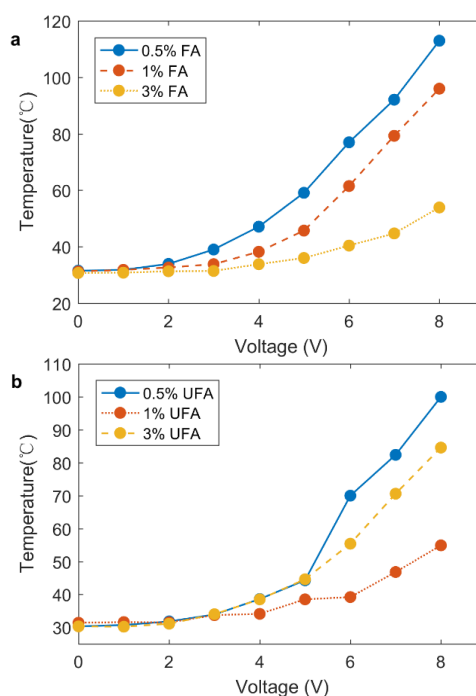 a
120
100
80
60
40
20
Temperature(℃)
0.5% FA
1% FA
3% FA
0 2 4 6 8
Voltage (V)
b
110
100
90
80
70
60
50
40
30
Temperature(℃)
0.5% UFA
1% UFA
3% UFA
0 2 4 6 8
Voltage (V)